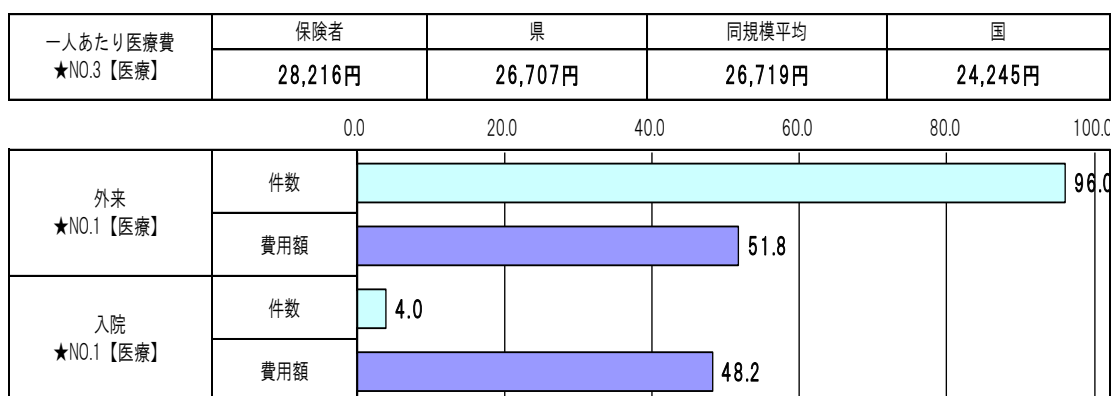 一人あたり医療費
★NO.3【医療】
保険者 県 同規模平均 国
28,216円 26,707円 26,719円 24,245円
0.0 20.0 40.0 60.0 80.0 100.0
外来
★NO.1【医療】
件数 96.0
費用額 51.8
入院
★NO.1【医療】
件数 4.0
費用額 48.2